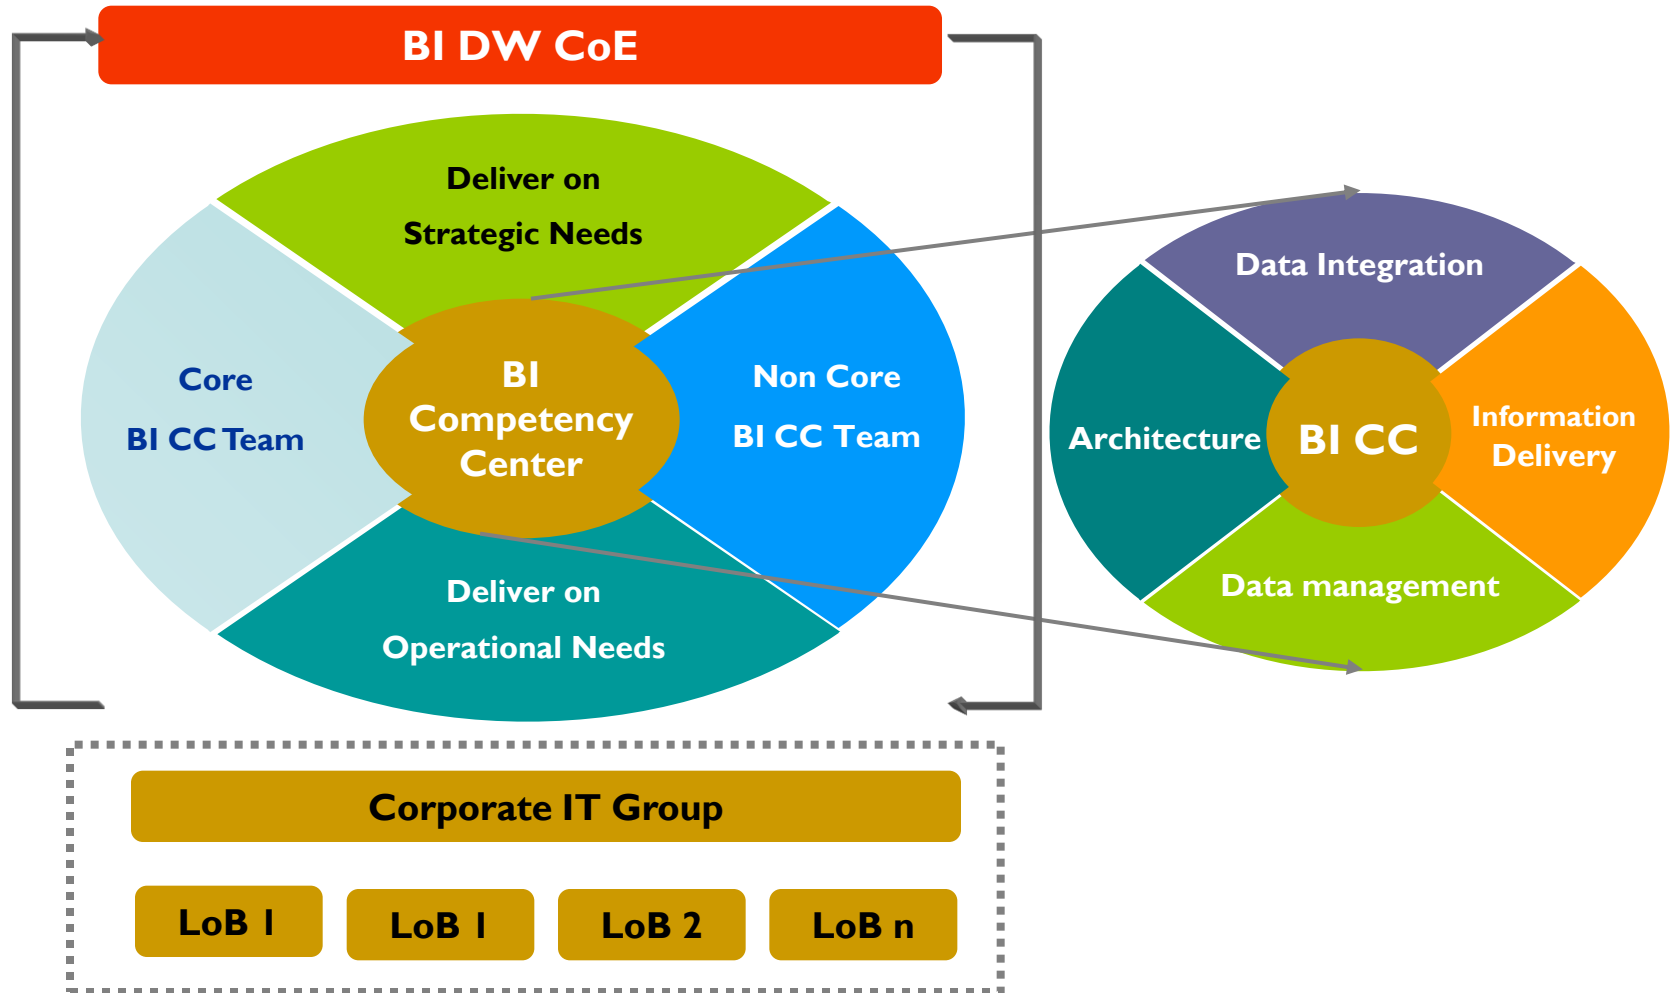 BI DW CoE
Deliver on
Strategic Needs
Core
BI CC Team
BI
Competency
Center
Non Core
BI CC Team
Deliver on
Operational Needs
Data Integration
Architecture
BI CC
Information
Delivery
Data management
Corporate IT Group
LoB 1
LoB 1
LoB 2
LoB n